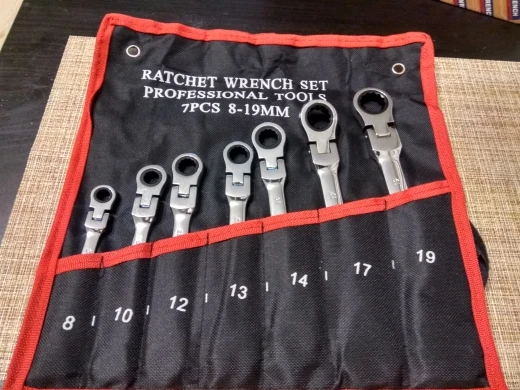 RATCHET WRENCH SET
PROFESSIONAL TOOLS
7PCS 8-19MM
8 10 12 13 14 17 19